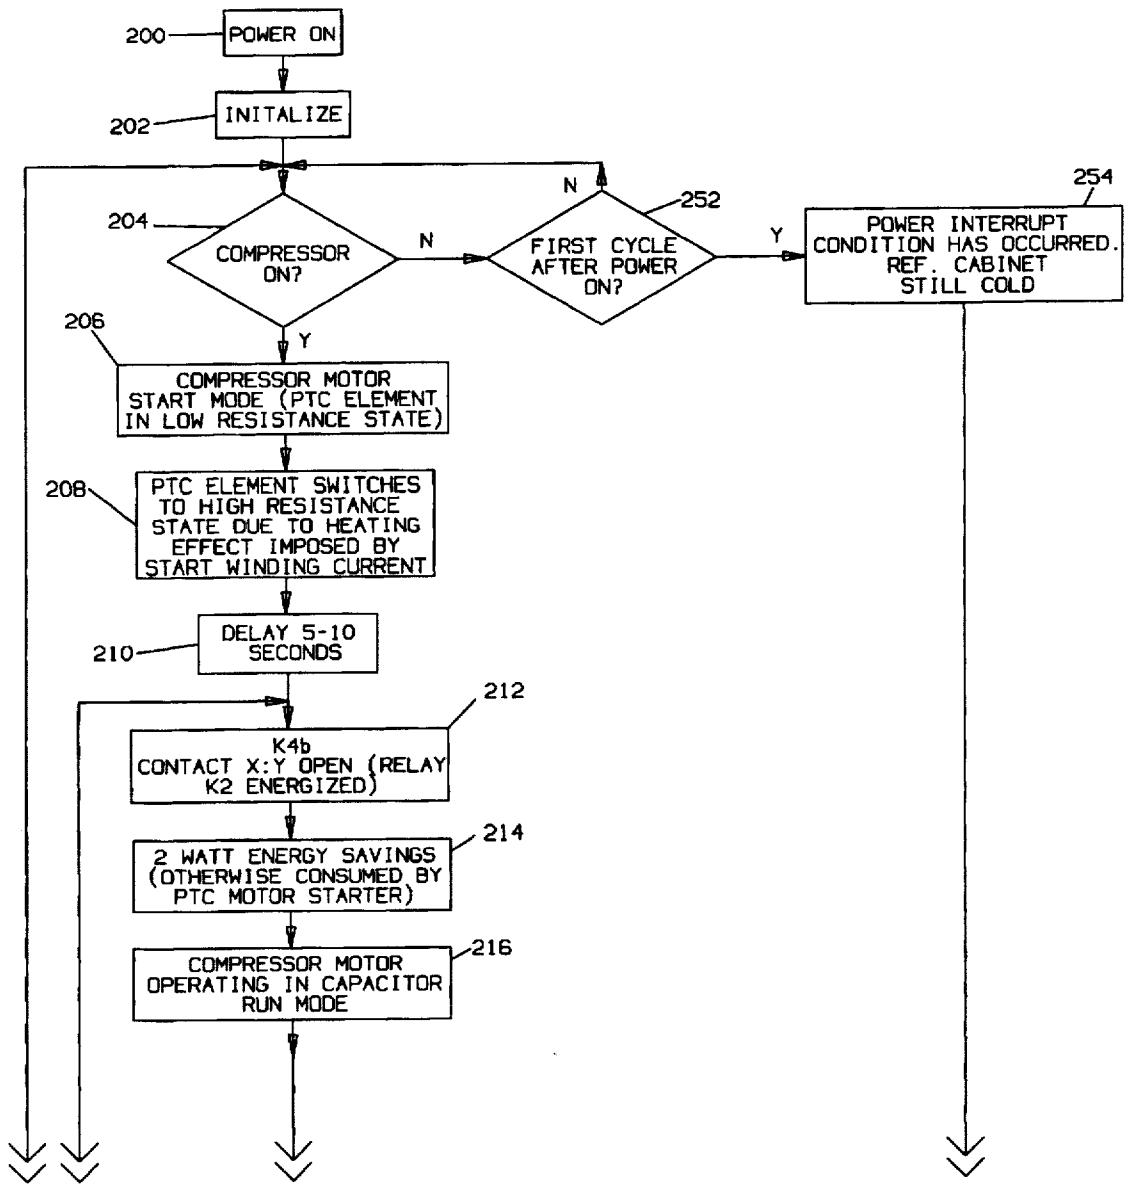 200
POWER ON
202
INITALIZE
204
COMPRESSOR
ON?
N
Y
252
FIRST CYCLE
AFTER POWER
ON?
N
Y
254
POWER INTERRUPT
CONDITION HAS OCCURRED.
REF. CABINET
STILL COLD
206
COMPRESSOR MOTOR
START MODE (PTC ELEMENT
IN LOW RESISTANCE STATE)
208
PTC ELEMENT SWITCHES
TO HIGH RESISTANCE
STATE DUE TO HEATING
EFFECT IMPOSED BY
START WINDING CURRENT
210
DELAY 5-10
SECONDS
212
K4b
CONTACT X:Y OPEN (RELAY
K2 ENERGIZED)
214
2 WATT ENERGY SAVINGS
(OTHERWISE CONSUMED BY
PTC MOTOR STARTER)
216
COMPRESSOR MOTOR
OPERATING IN CAPACITOR
RUN MODE